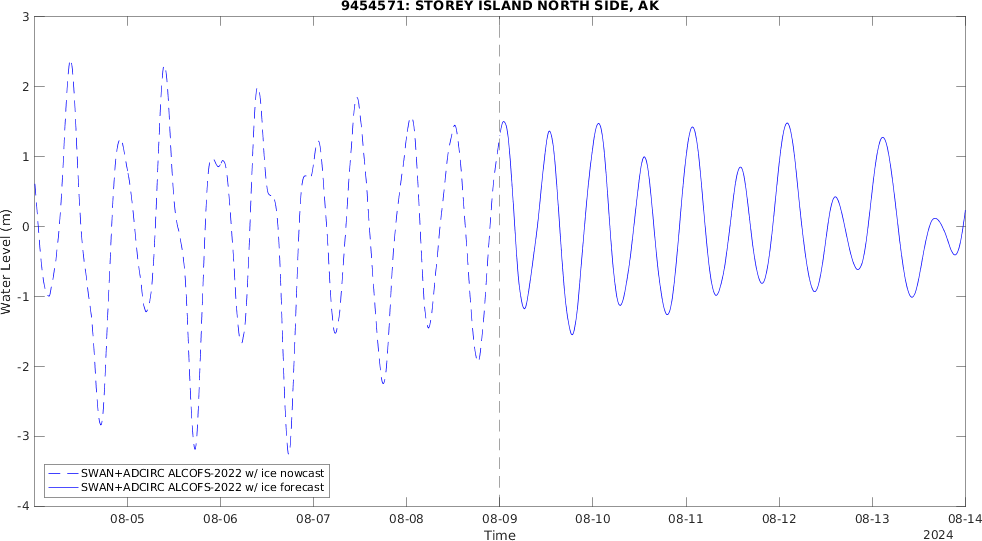 9454571: STOREY ISLAND NORTH SIDE, AK
3
2
1
0
-1
-2
-3
-4
Water Level (m)
SWAN+ADCIRC ALCOFS-2022 w/ ice nowcast
SWAN+ADCIRC ALCOFS-2022 w/ ice forecast
08-05 08-06 08-07 08-08 08-09 08-10 08-11 08-12 08-13 08-14
Time
2024